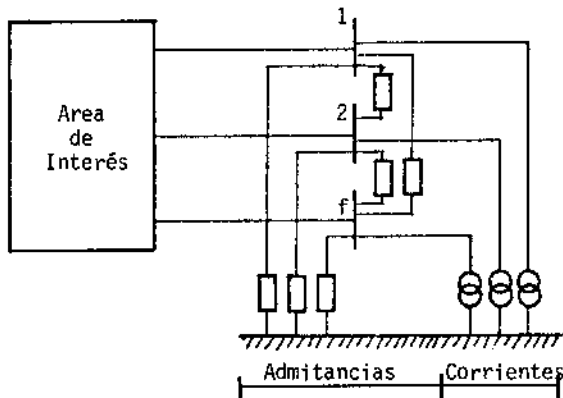 1
Area
de
Interés
2
f
Admitancias
Corrientes